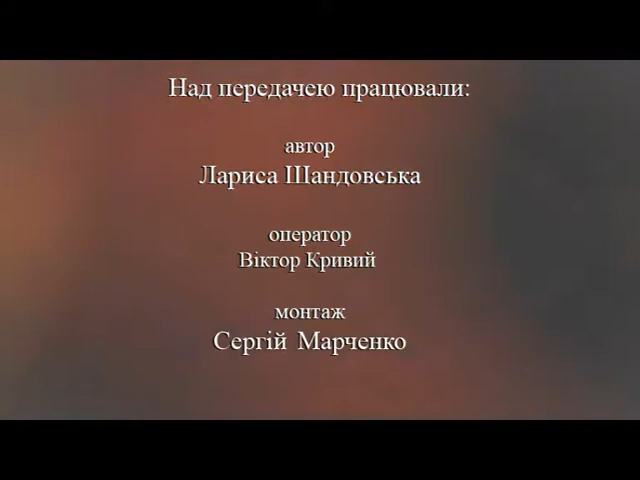 Над передачею працювали:
автор
Лариса Шандовська
оператор
Віктор Кривий
монтаж
Сергій Марченко